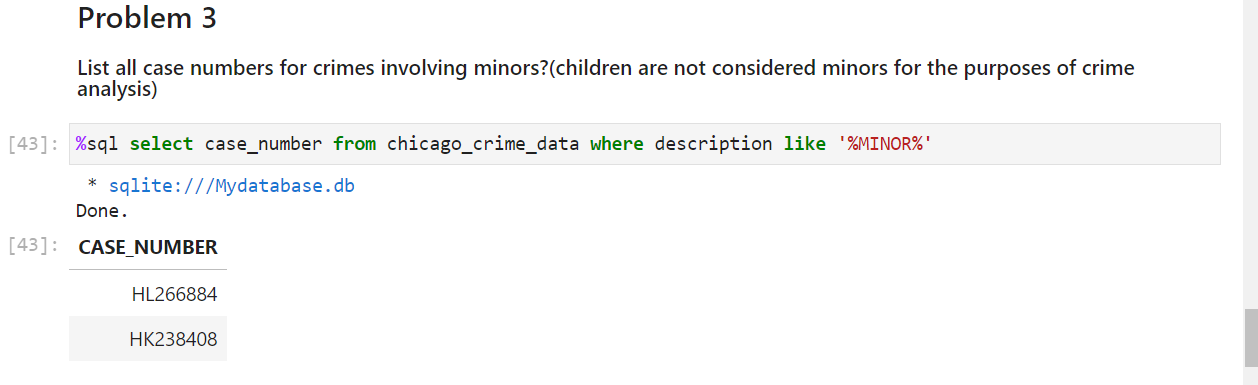 Problem 3
List all case numbers for crimes involving minors?(children are not considered minors for the purposes of crime
analysis)
[43]: %sql select case_number from chicago_crime_data where description like '%MINOR%'
* sqlite:///Mydatabase.db
Done.
[43]: CASE_NUMBER
HL266884
HK238408